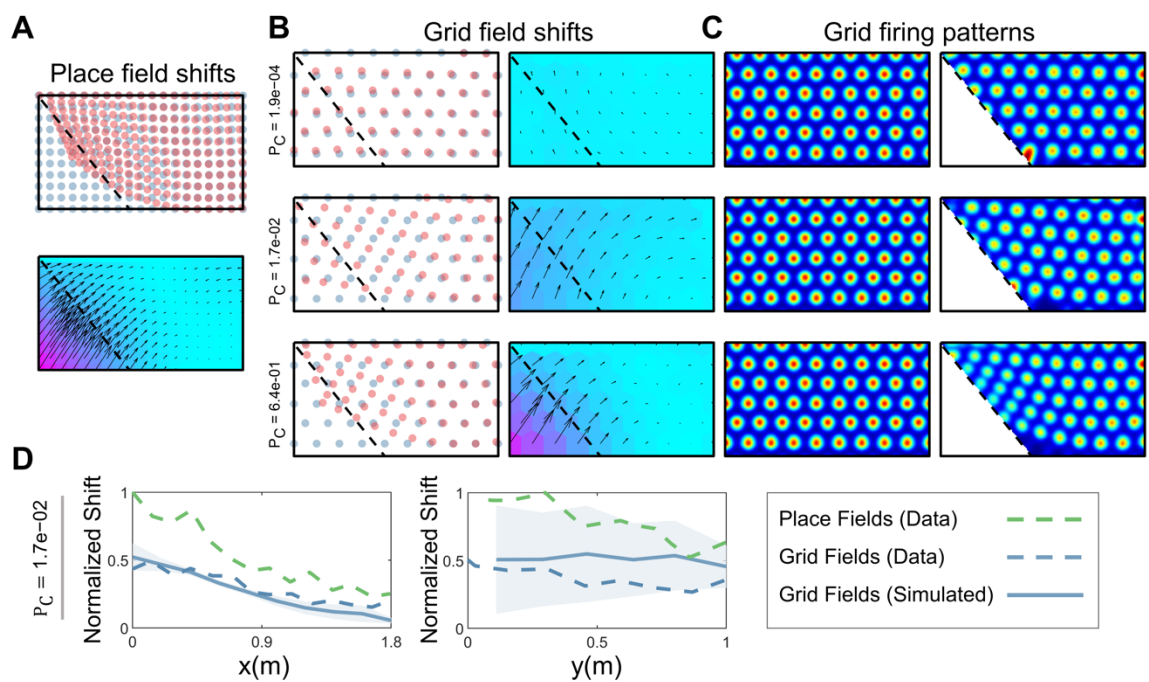 A
B
C
Grid field shifts
Grid firing patterns
Place field shifts
P_C = 1.9e-04
P_C = 1.7e-02
P_C = 6.4e-01
D
P_C = 1.7e-02
Normalized Shift
1
0.5
0
0
0.9
1.8
x(m)
Normalized Shift
1
0.5
0
0
0.5
1
y(m)
Place Fields (Data)
Grid Fields (Data)
Grid Fields (Simulated)